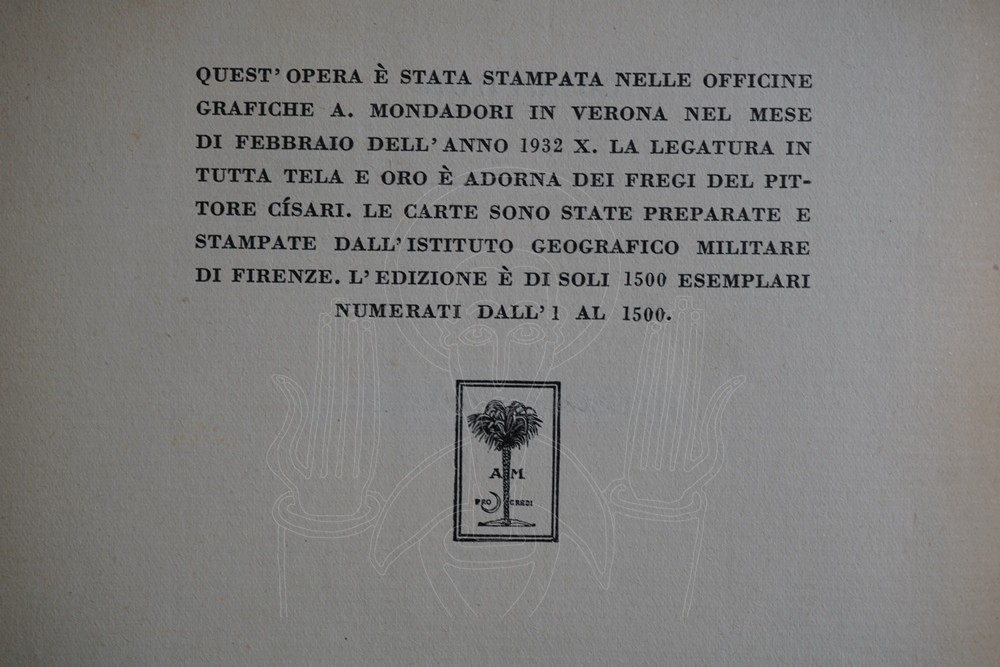 QUEST' OPERA È STATA STAMPATA NELLE OFFICINE
GRAFICHE A. MONDADORI IN VERONA NEL MESE
DI FEBBRAIO DELL' ANNO 1932 X. LA LEGATURA IN
TUTTA TELA E ORO È ADORNA DEI FREGI DEL PIT-
TORE CÍSARI. LE CARTE SONO STATE PREPARATE E
STAMPATE DALL' ISTITUTO GEOGRAFICO MILITARE
DI FIRENZE. L' EDIZIONE È DI SOLI 1500 ESEMPLARI
NUMERATI DALL' 1 AL 1500.
A M
PRO CREDI